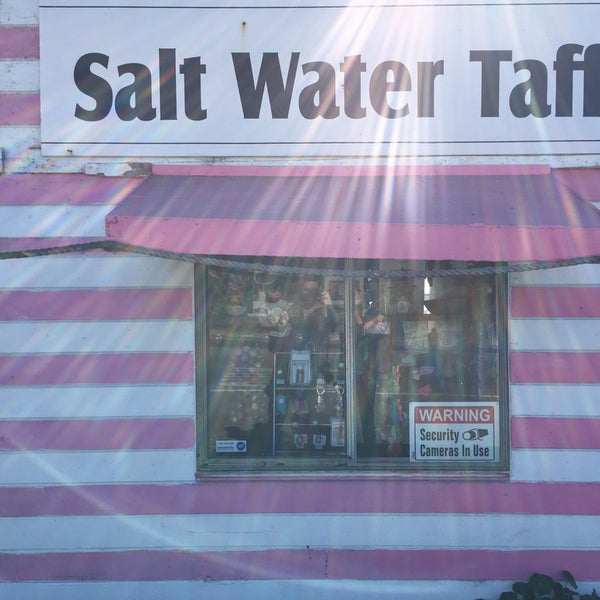 Salt Water Taff
WARNING
Security
Cameras In Use